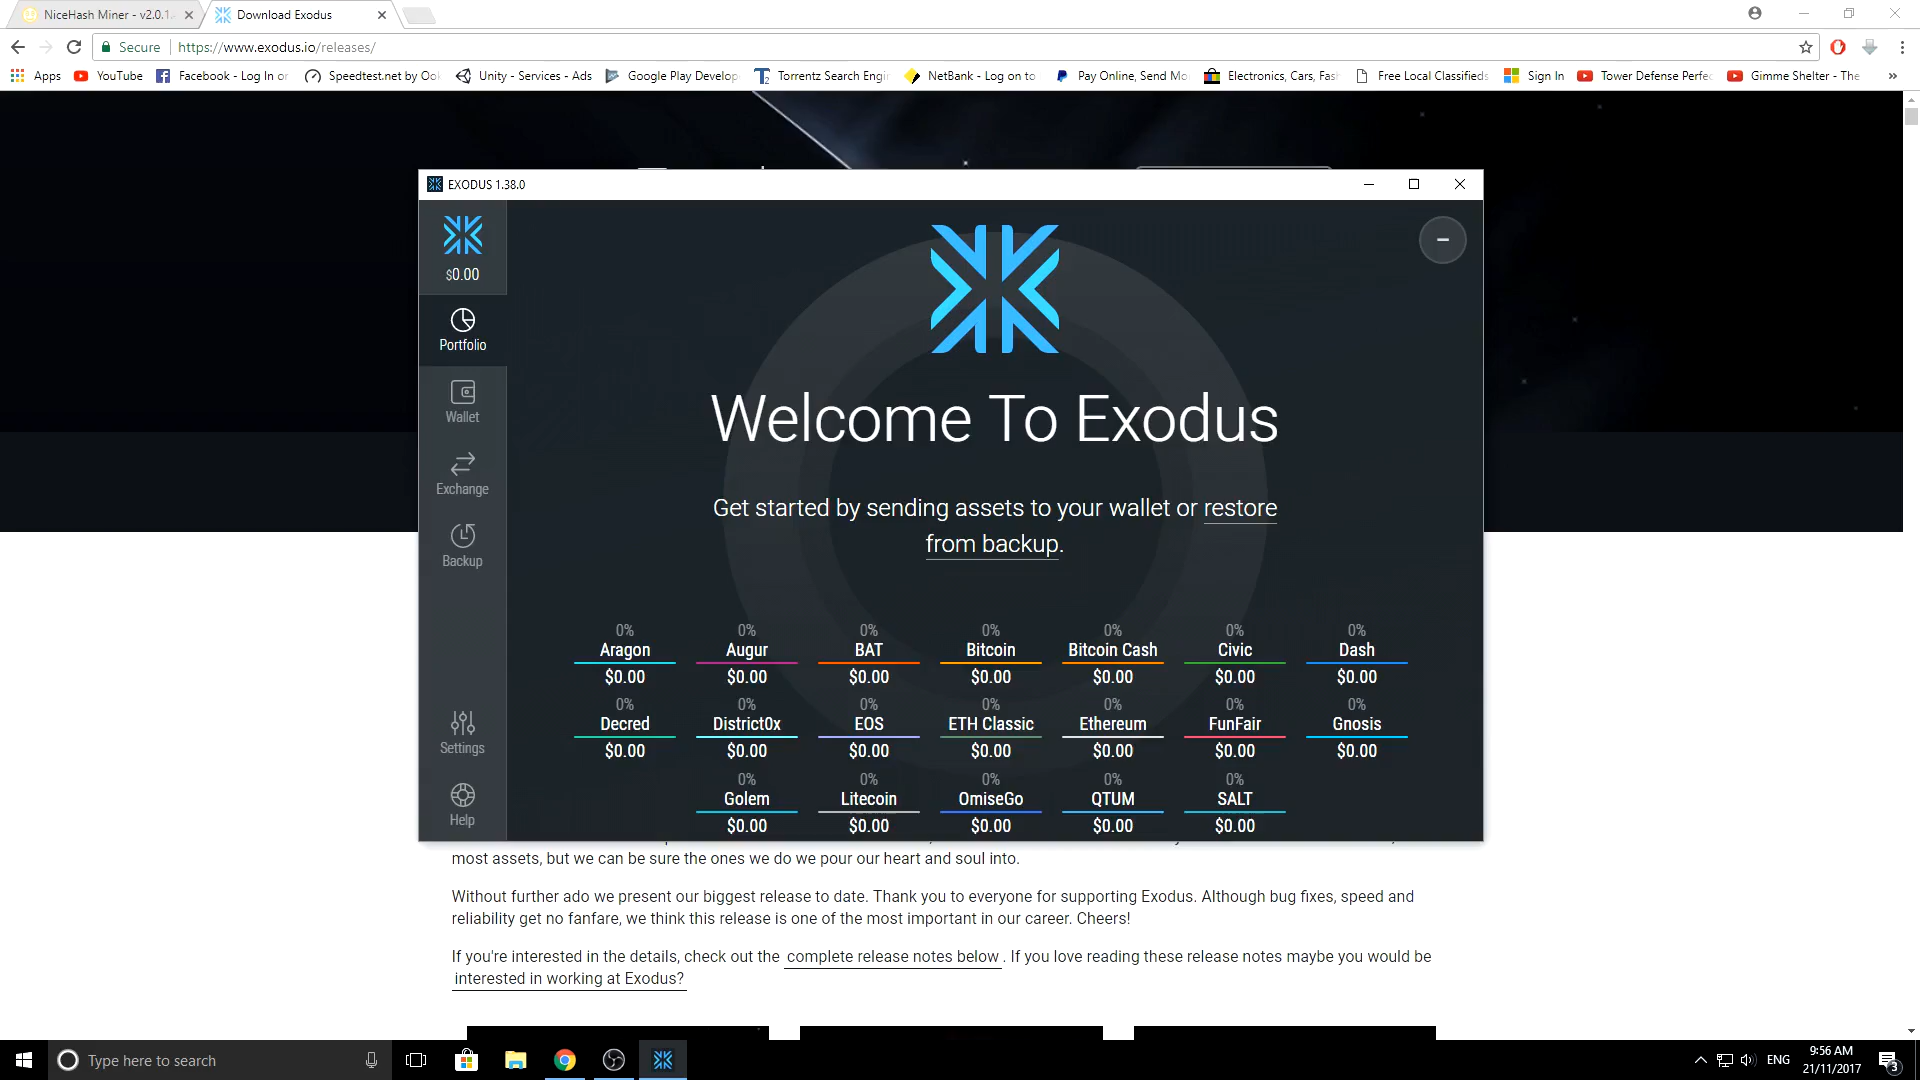 NiceHash Miner - v2.0.1.
Download Exodus
Secure
https://www.exodus.io/releases/
Apps
YouTube
Facebook - Log In or
Speedtest.net by Ook
Unity - Services - Ads
Google Play Develop
Torrentz Search Engi
NetBank - Log on to
Pay Online, Send Mo
Electronics, Cars, Fash
Free Local Classifieds
Sign In
Tower Defense Perfe
Gimme Shelter - The
»
EXODUS 1.38.0
$0.00
Portfolio
Wallet
Exchange
Backup
Settings
Help
Welcome To Exodus
Get started by sending assets to your wallet or restore
from backup.
0% 0% 0% 0% 0% 0% 0%
Aragon Augur BAT Bitcoin Bitcoin Cash Civic Dash
$0.00 $0.00 $0.00 $0.00 $0.00 $0.00 $0.00
0% 0% 0% 0% 0% 0% 0%
Decred District0x EOS ETH Classic Ethereum FunFair Gnosis
$0.00 $0.00 $0.00 $0.00 $0.00 $0.00 $0.00
0% 0% 0% 0% 0%
Golem Litecoin OmiseGo QTUM SALT
$0.00 $0.00 $0.00 $0.00 $0.00
most assets, but we can be sure the ones we do we pour our heart and soul into.
Without further ado we present our biggest release to date. Thank you to everyone for supporting Exodus. Although bug fixes, speed and
reliability get no fanfare, we think this release is one of the most important in our career. Cheers!
If you're interested in the details, check out the complete release notes below. If you love reading these release notes maybe you would be
interested in working at Exodus?
Type here to search
ENG
9:56 AM
21/11/2017
3